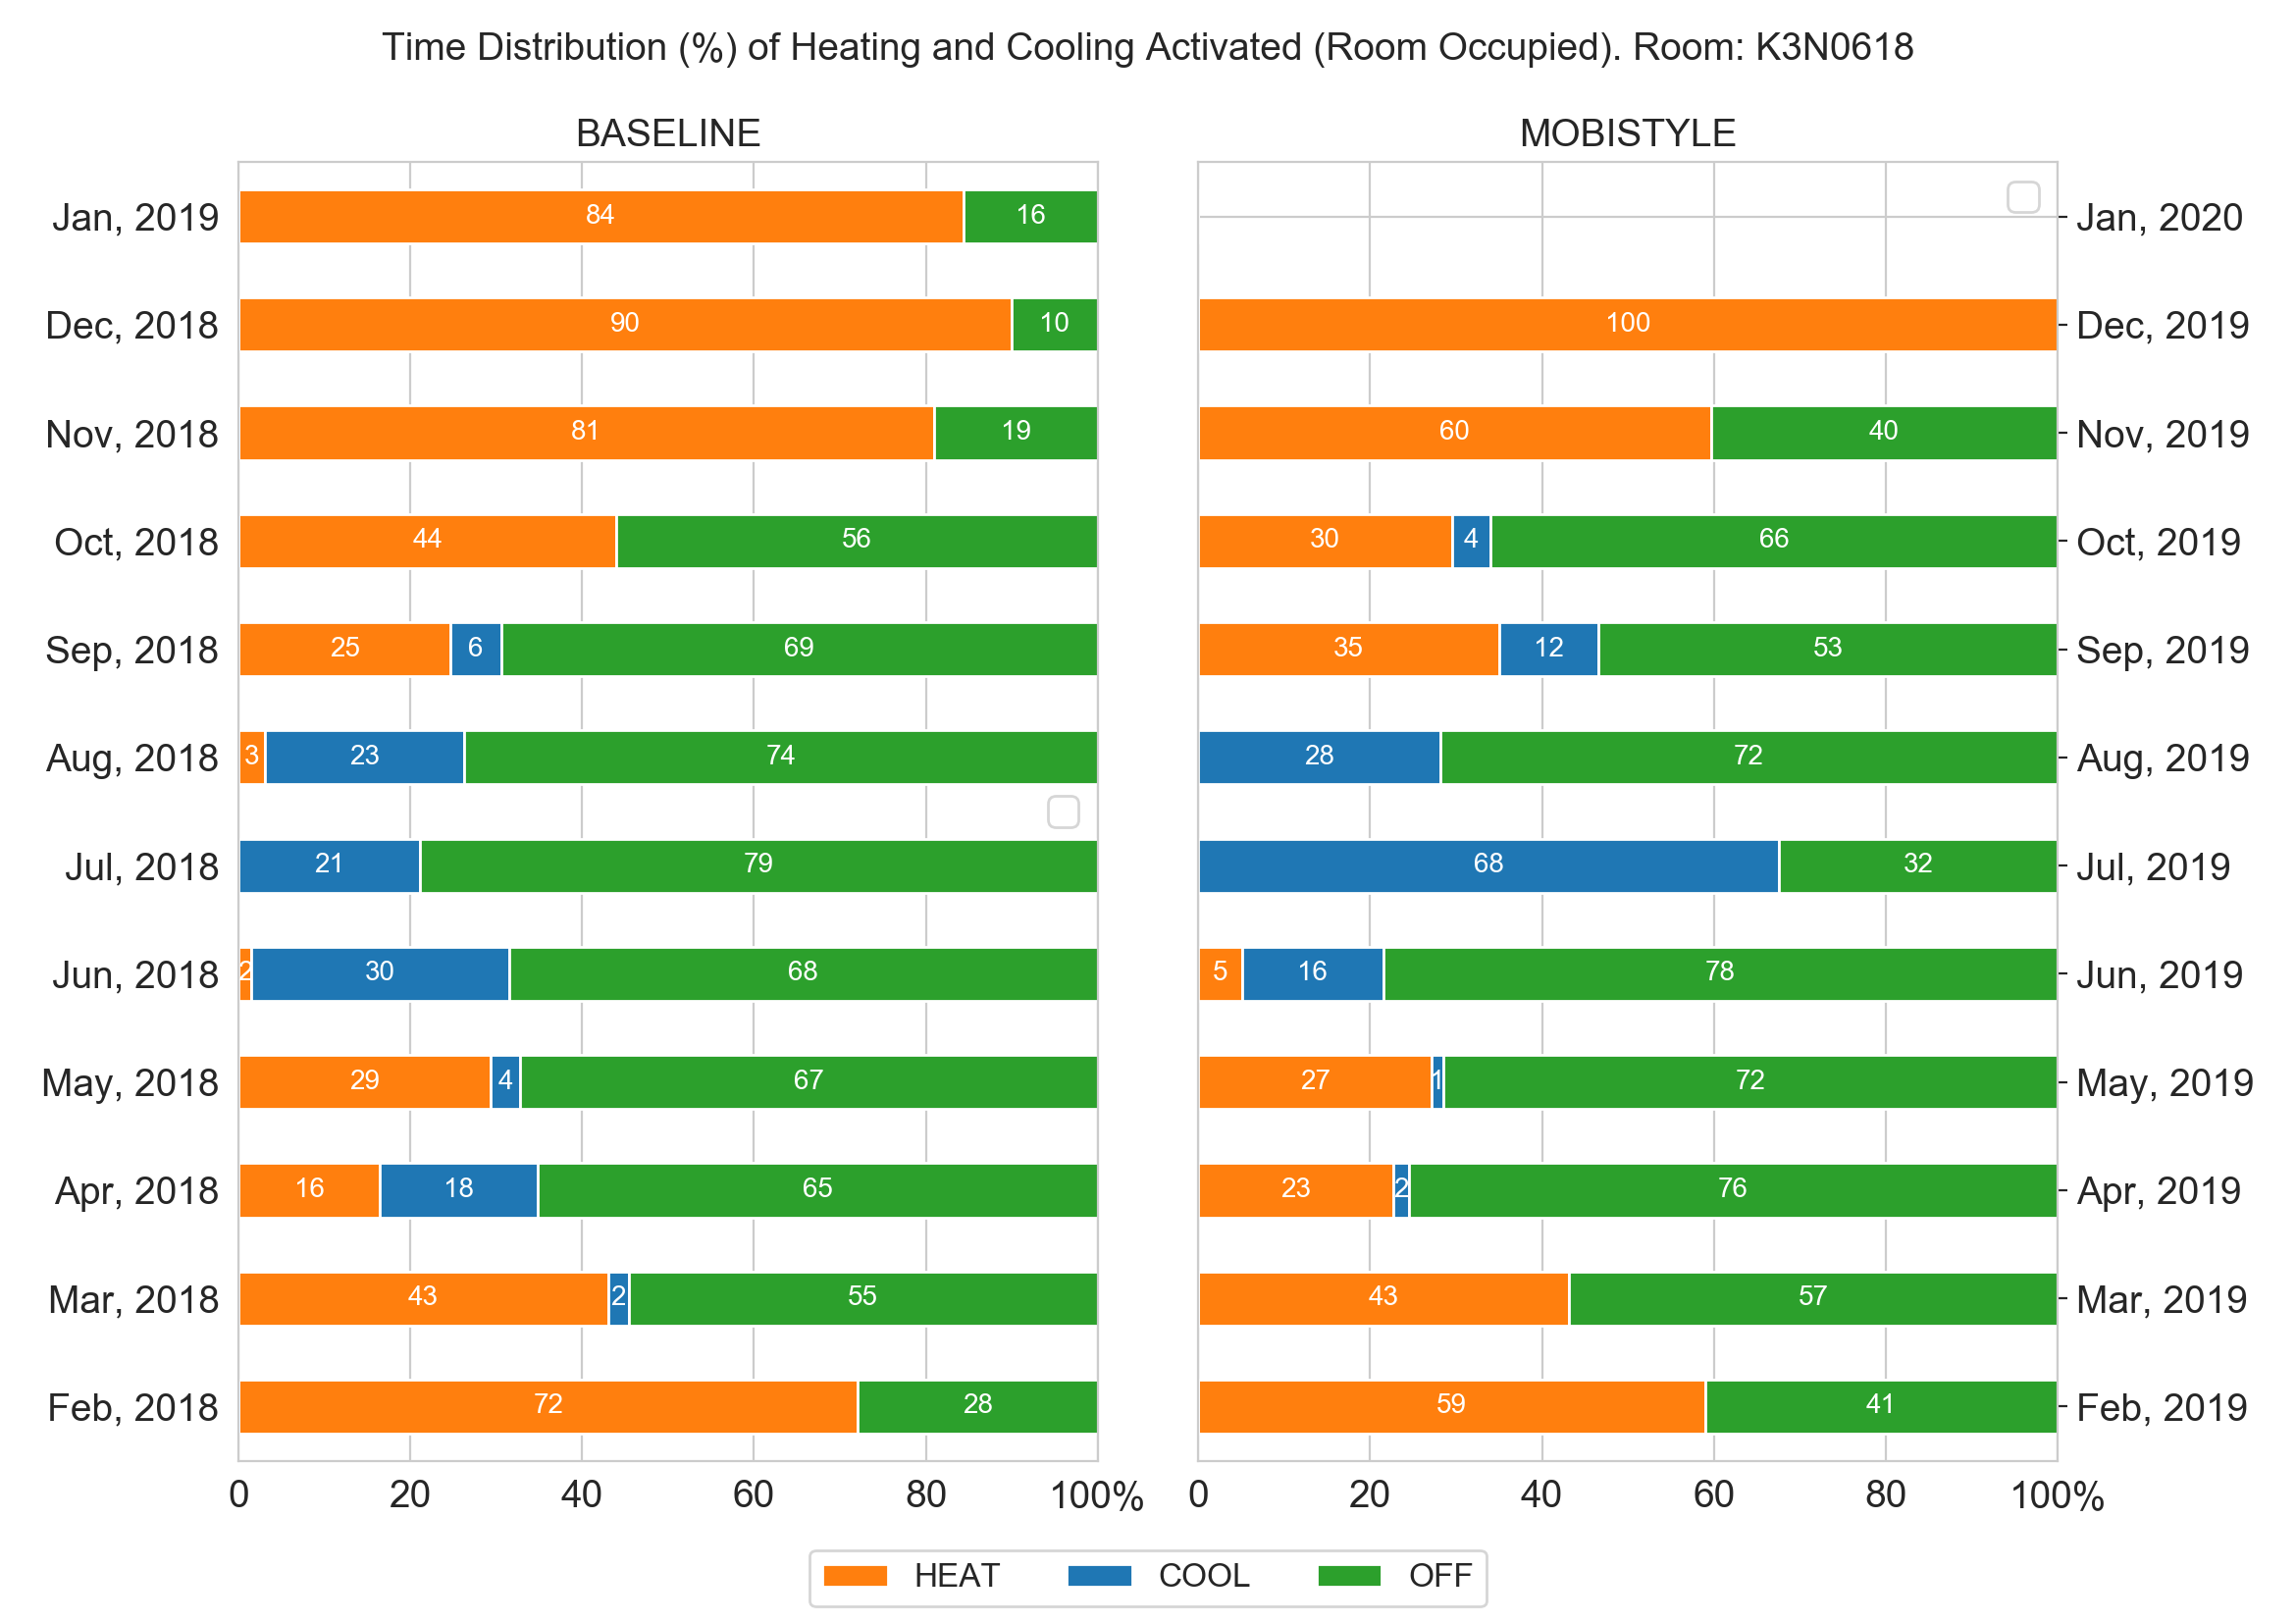 Time Distribution (%) of Heating and Cooling Activated (Room Occupied). Room: K3N0618
BASELINE
Jan, 2019 84 16
Dec, 2018 90 10
Nov, 2018 81 19
Oct, 2018 44 56
Sep, 2018 25 6 69
Aug, 2018 3 23 74
Jul, 2018 21 79
Jun, 2018 2 30 68
May, 2018 29 4 67
Apr, 2018 16 18 65
Mar, 2018 43 2 55
Feb, 2018 72 28
0 20 40 60 80 100%
MOBISTYLE
Jan, 2020
100 Dec, 2019
60 40 Nov, 2019
30 4 66 Oct, 2019
35 12 53 Sep, 2019
28 72 Aug, 2019
68 32 Jul, 2019
5 16 78 Jun, 2019
27 1 72 May, 2019
23 2 76 Apr, 2019
43 57 Mar, 2019
59 41 Feb, 2019
0 20 40 60 80 100%
HEAT COOL OFF